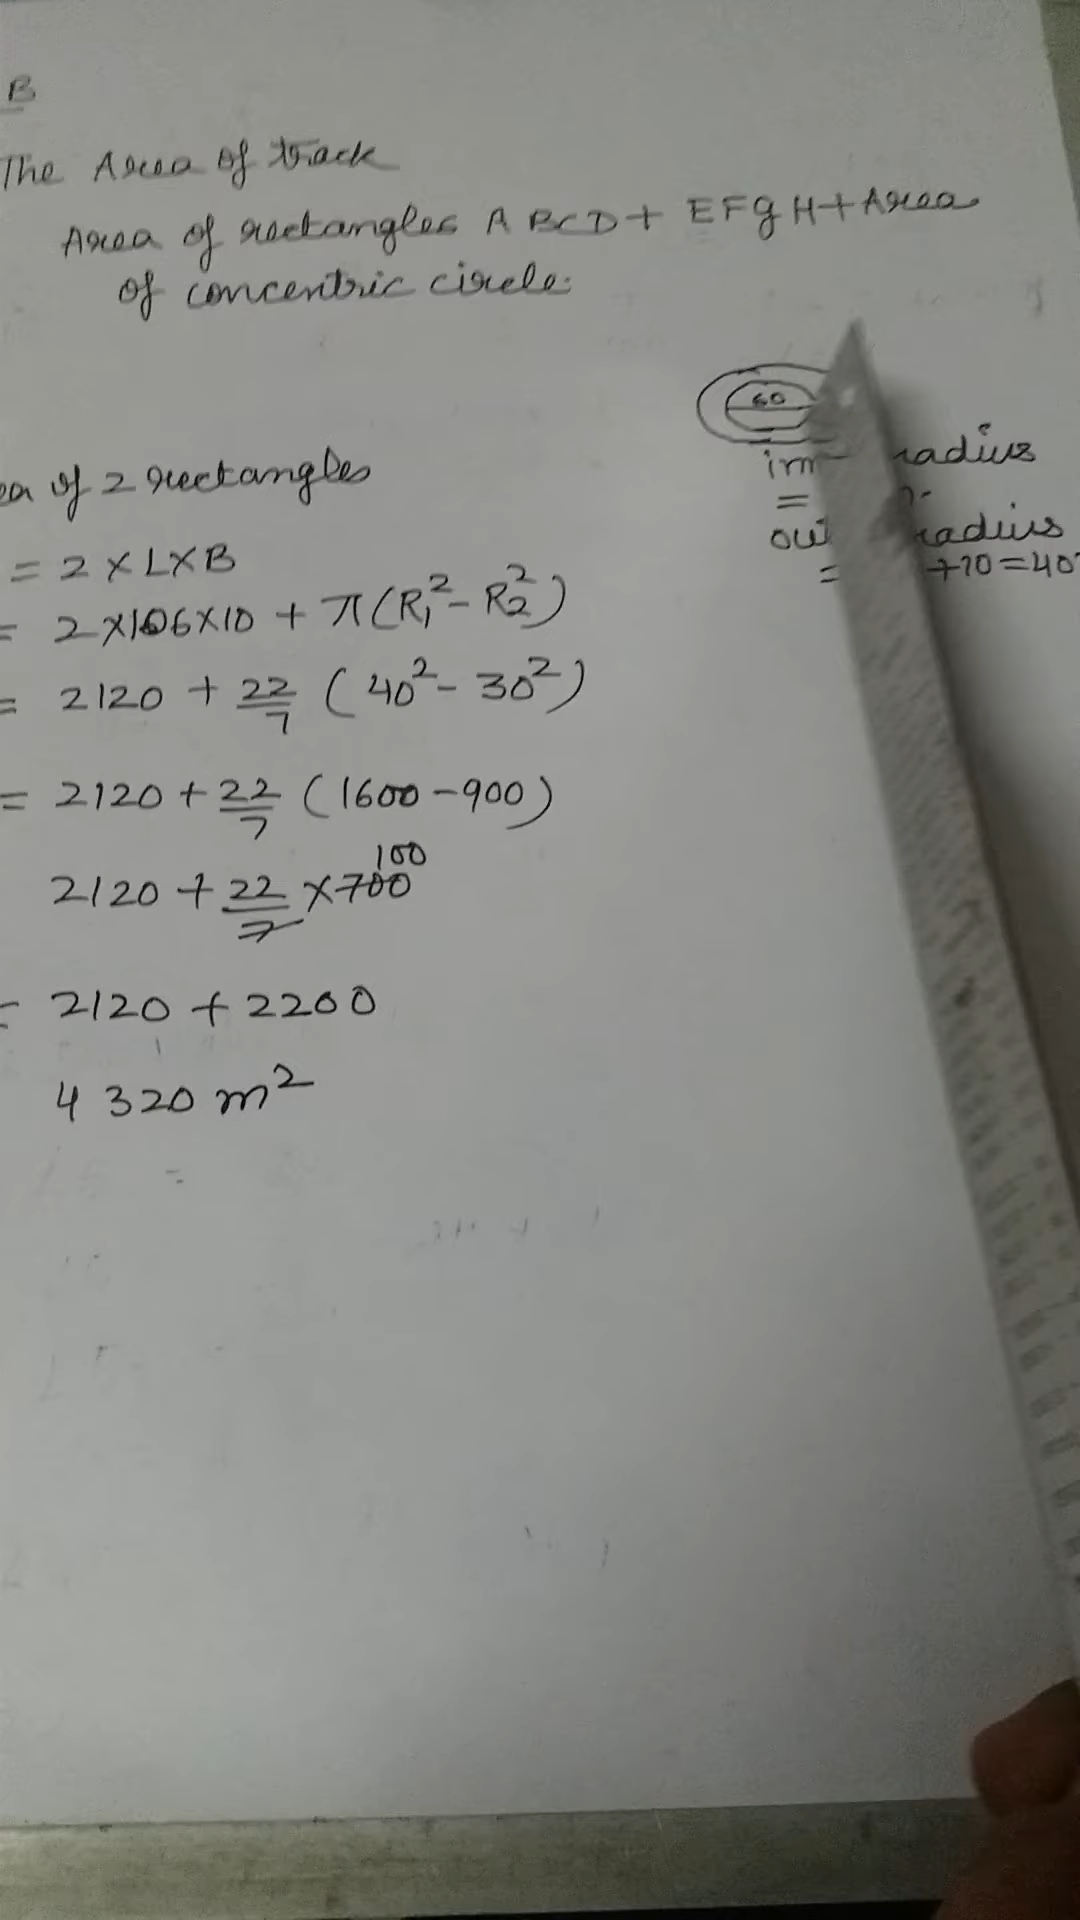 B
The Area of track
Area of rectangles ABCD + EFgH + Area
of concentric circle.
60
radius
=
radius
= +10=40
of 2 rectangles
= 2 × L × B
= 2×106×10 + π(R₁² - R₂²)
= 2120 + 22/7 (40² - 30²)
= 2120 + 22/7 (1600 - 900)
100
2120 + 22/7 × 700
= 2120 + 2200
4320 m²